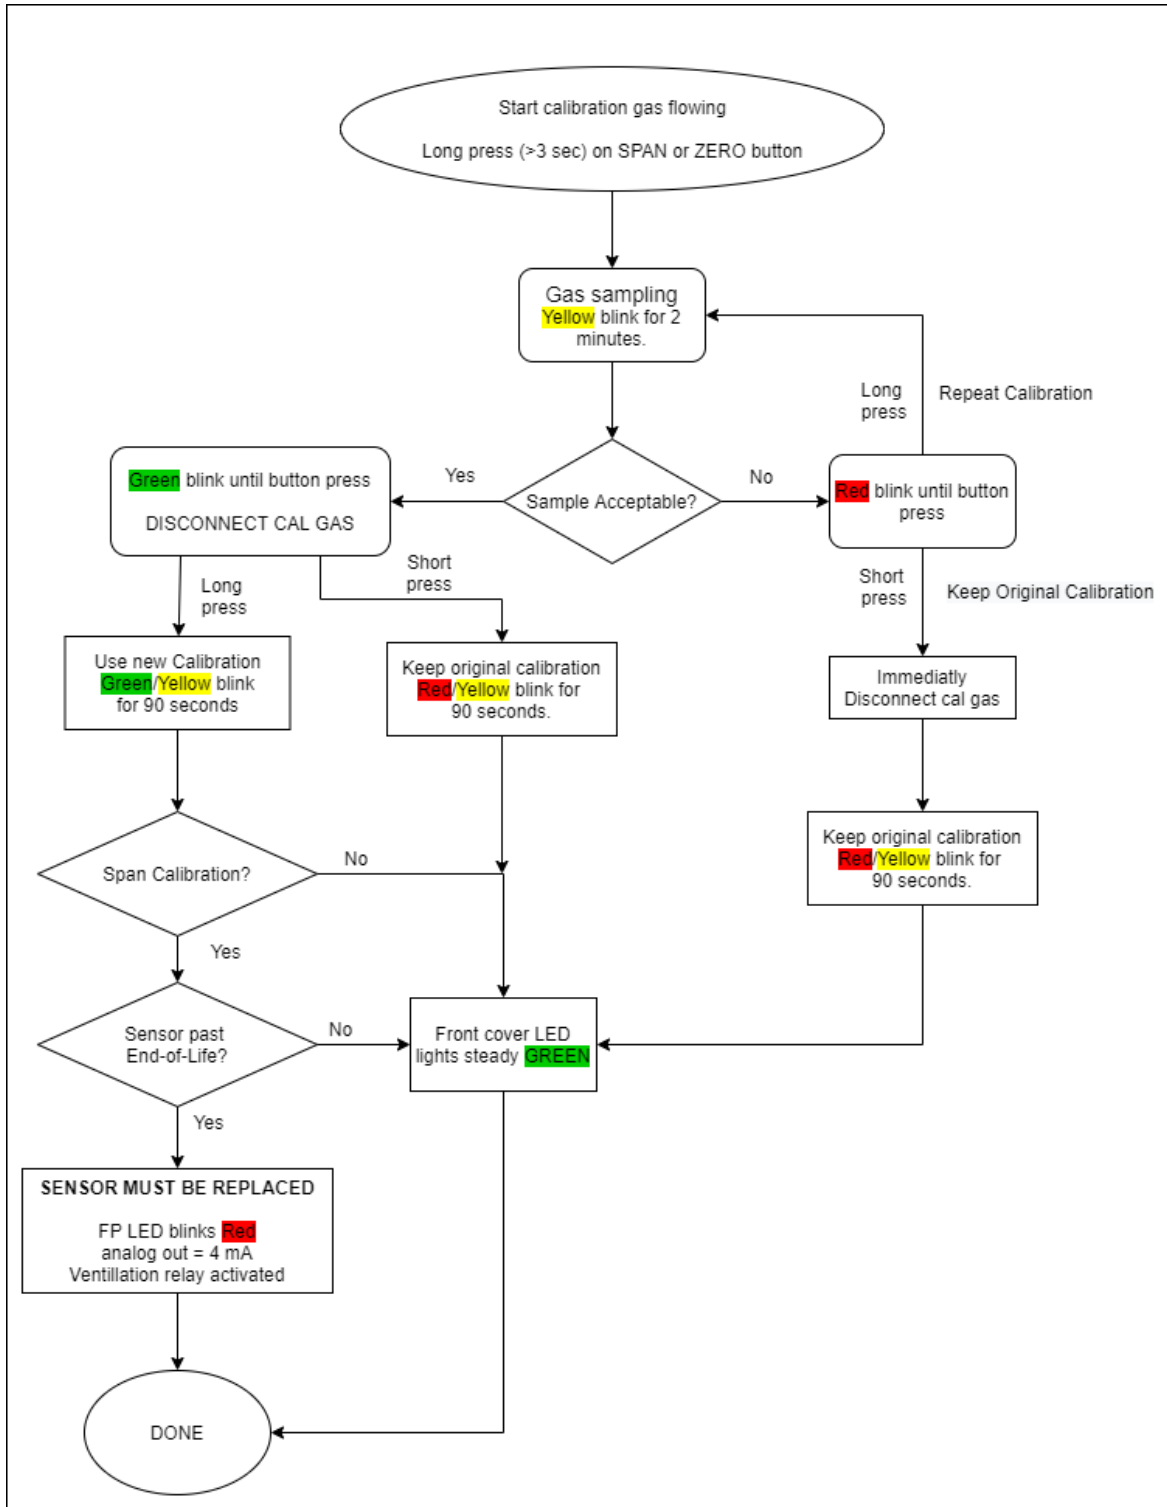 Start calibration gas flowing
Long press (>3 sec) on SPAN or ZERO button
Gas sampling
Yellow blink for 2
minutes.
Long
press
Repeat Calibration
Green blink until button press
DISCONNECT CAL GAS
Yes
Sample Acceptable?
No
Red blink until button
press
Long
press
Short
press
Short
press
Keep Original Calibration
Use new Calibration
Green/Yellow blink
for 90 seconds
Keep original calibration
Red/Yellow blink for
90 seconds.
Immediatly
Disconnect cal gas
Span Calibration?
No
Keep original calibration
Red/Yellow blink for
90 seconds.
Yes
Sensor past
End-of-Life?
No
Front cover LED
lights steady GREEN
Yes
SENSOR MUST BE REPLACED
FP LED blinks Red
analog out = 4 mA
Ventillation relay activated
DONE